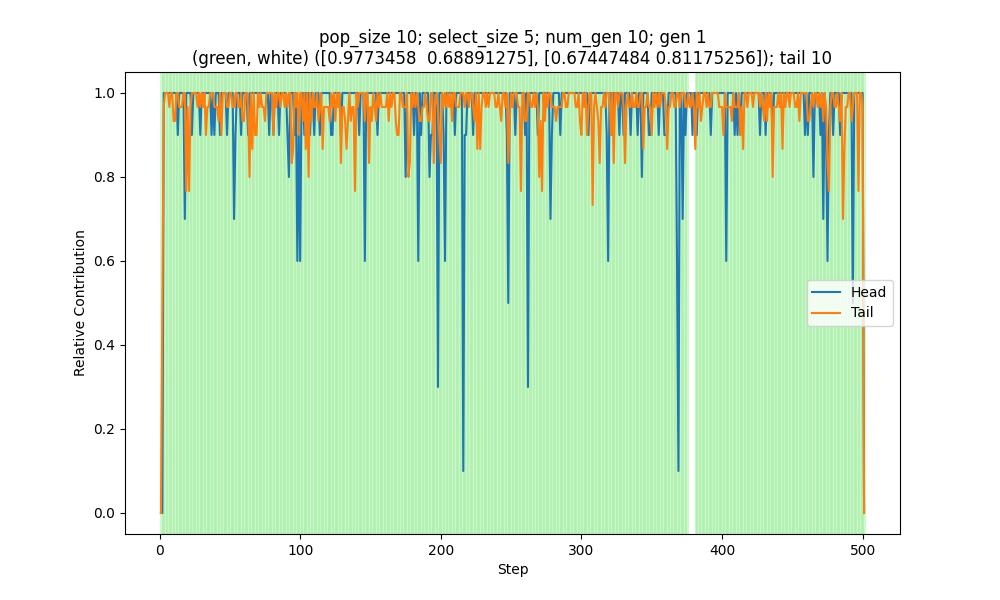 pop_size 10; select_size 5; num_gen 10; gen 1
(green, white) ([0.9773458  0.68891275], [0.67447484 0.81175256]); tail 10
1.0
0.8
0.6
0.4
0.2
0.0
Relative Contribution
Head
Tail
0 100 200 300 400 500
Step